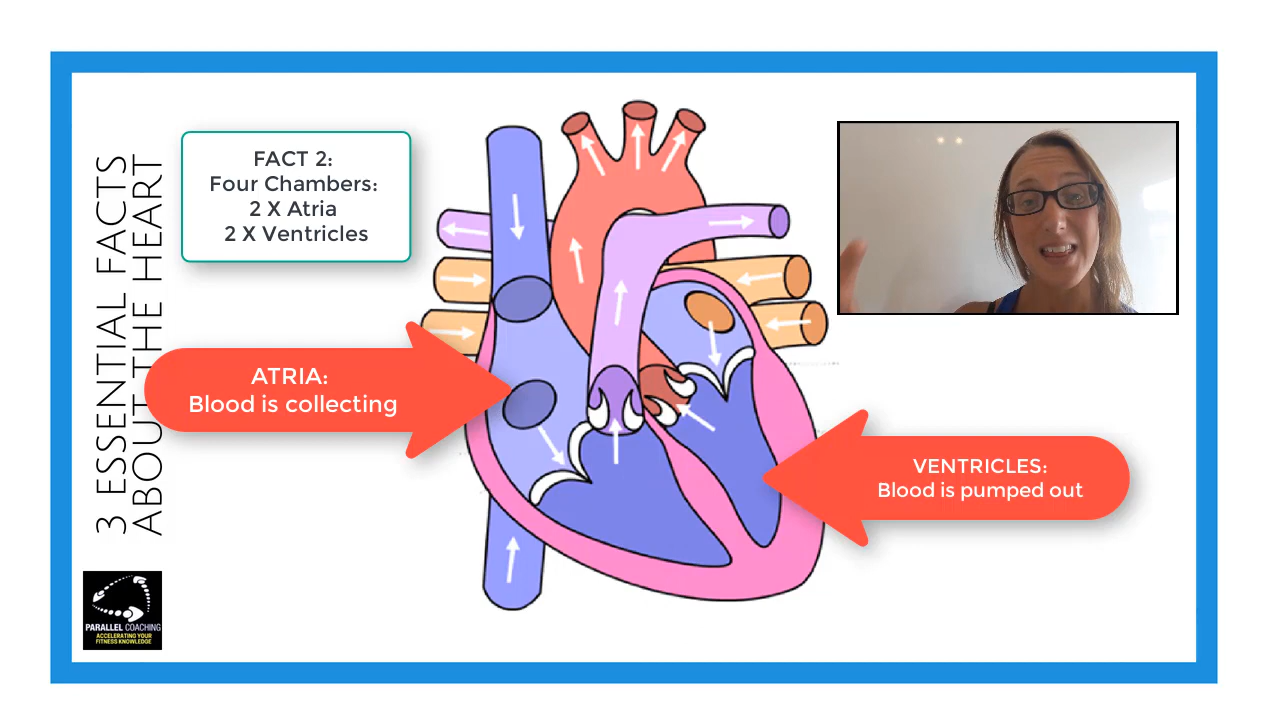 3 ESSENTIAL FACTS
ABOUT THE HEART
FACT 2:
Four Chambers:
2 X Atria
2 X Ventricles
ATRIA:
Blood is collecting
VENTRICLES:
Blood is pumped out
PARALLEL COACHING
ACCELERATING YOUR
FITNESS KNOWLEDGE